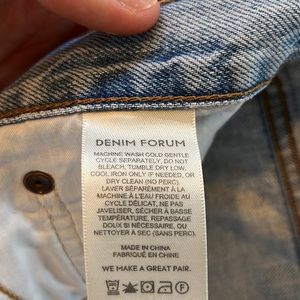 DENIM FORUM
MACHINE WASH COLD GENTLE
CYCLE SEPARATELY, DO NOT
BLEACH, TUMBLE DRY LOW,
COOL IRON ONLY IF NEEDED, OR
DRY CLEAN (NO PERC).
LAVER SÉPARÉMENT À LA
MACHINE À L'EAU FROIDE AU
CYCLE DÉLICAT, NE PAS
JAVELISER, SÉCHER À BASSE
TEMPÉRATURE, REPASSAGE
DOUX SI NÉCESSAIRE, OU
NETTOYER À SEC (SANS PERC).
MADE IN CHINA
FABRIQUÉ EN CHINE
WE MAKE A GREAT PAIR.